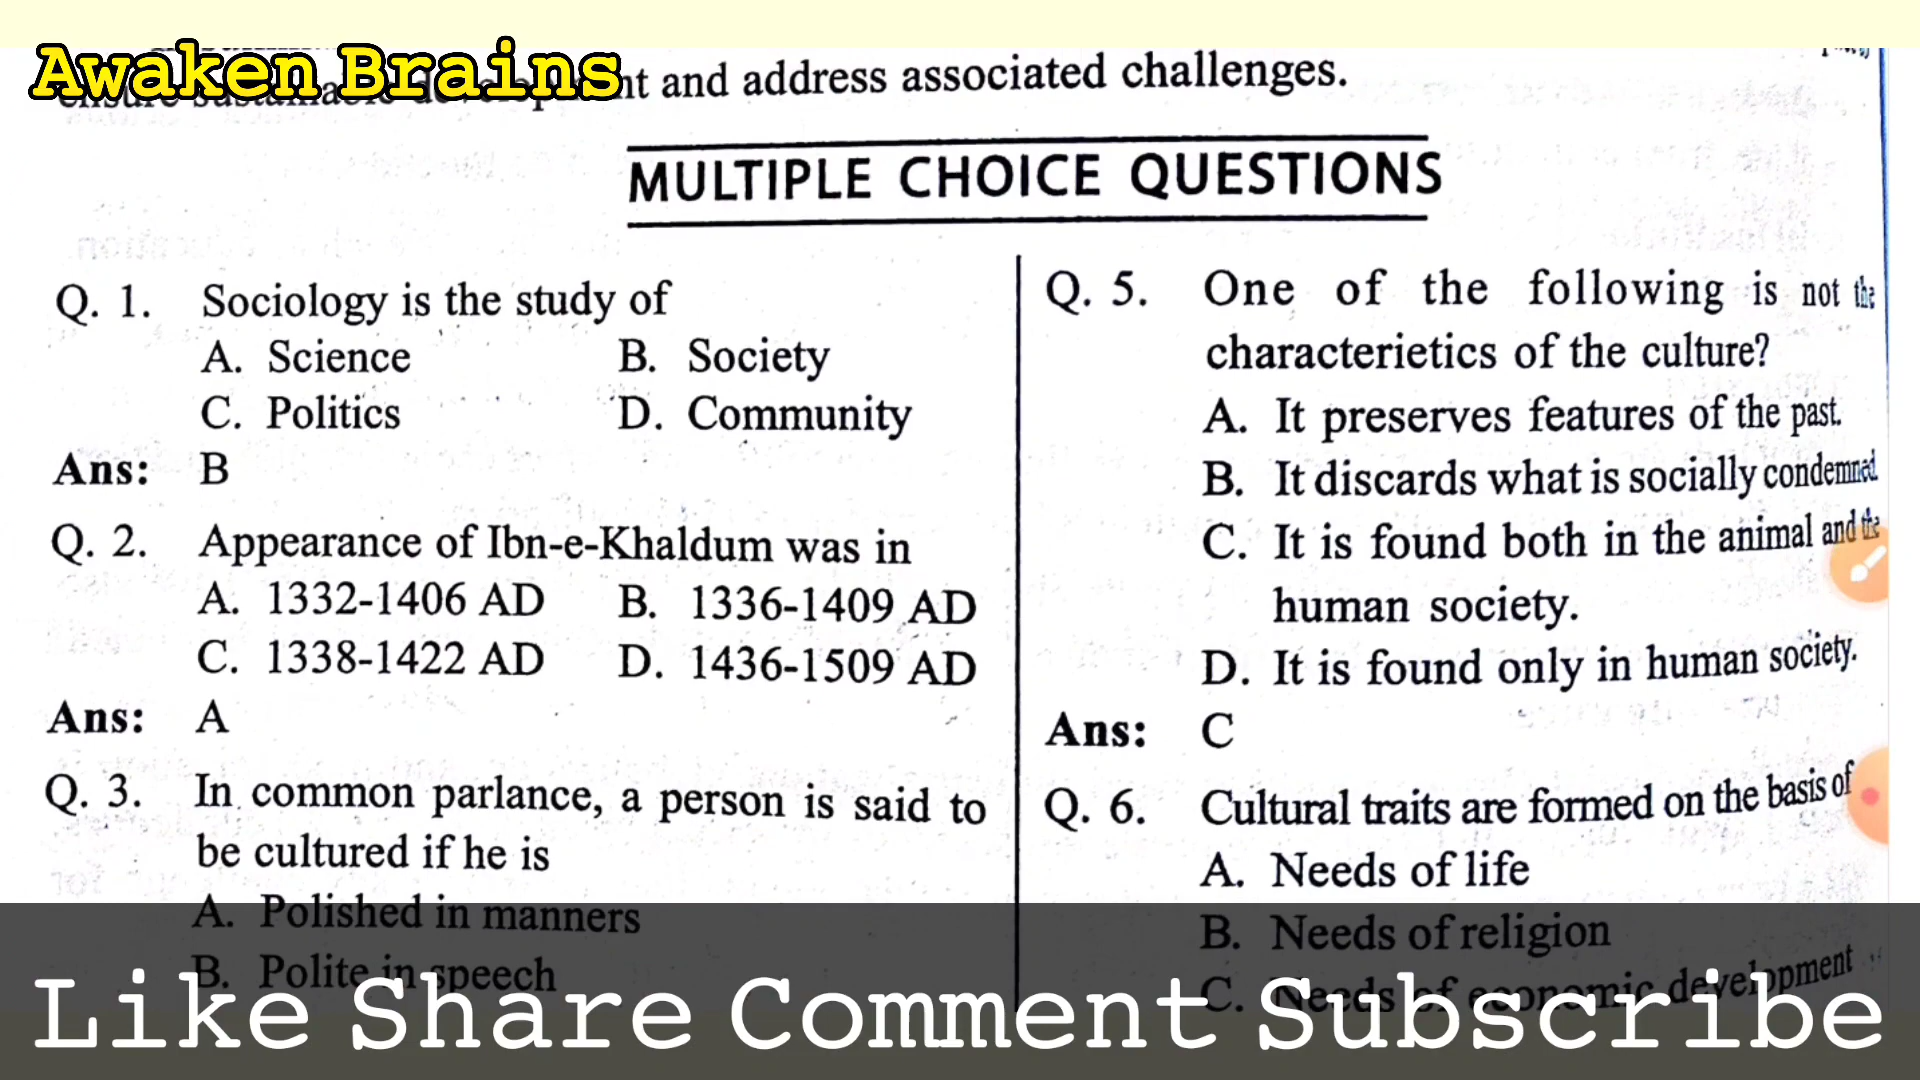 Awaken Brains
and address associated challenges.
MULTIPLE CHOICE QUESTIONS
Q. 1. Sociology is the study of
A. Science B. Society
C. Politics D. Community
Ans: B
Q. 2. Appearance of Ibn-e-Khaldum was in
A. 1332-1406 AD B. 1336-1409 AD
C. 1338-1422 AD D. 1436-1509 AD
Ans: A
Q. 3. In common parlance, a person is said to
be cultured if he is
A. Polished in manners
B. Polite in speech
Q. 5. One of the following is not the
characterietics of the culture?
A. It preserves features of the past.
B. It discards what is socially condemned
C. It is found both in the animal and the
human society.
D. It is found only in human society.
Ans: C
Q. 6. Cultural traits are formed on the basis of
A. Needs of life
B. Needs of religion
C. Needs of economic development
Like Share Comment Subscribe